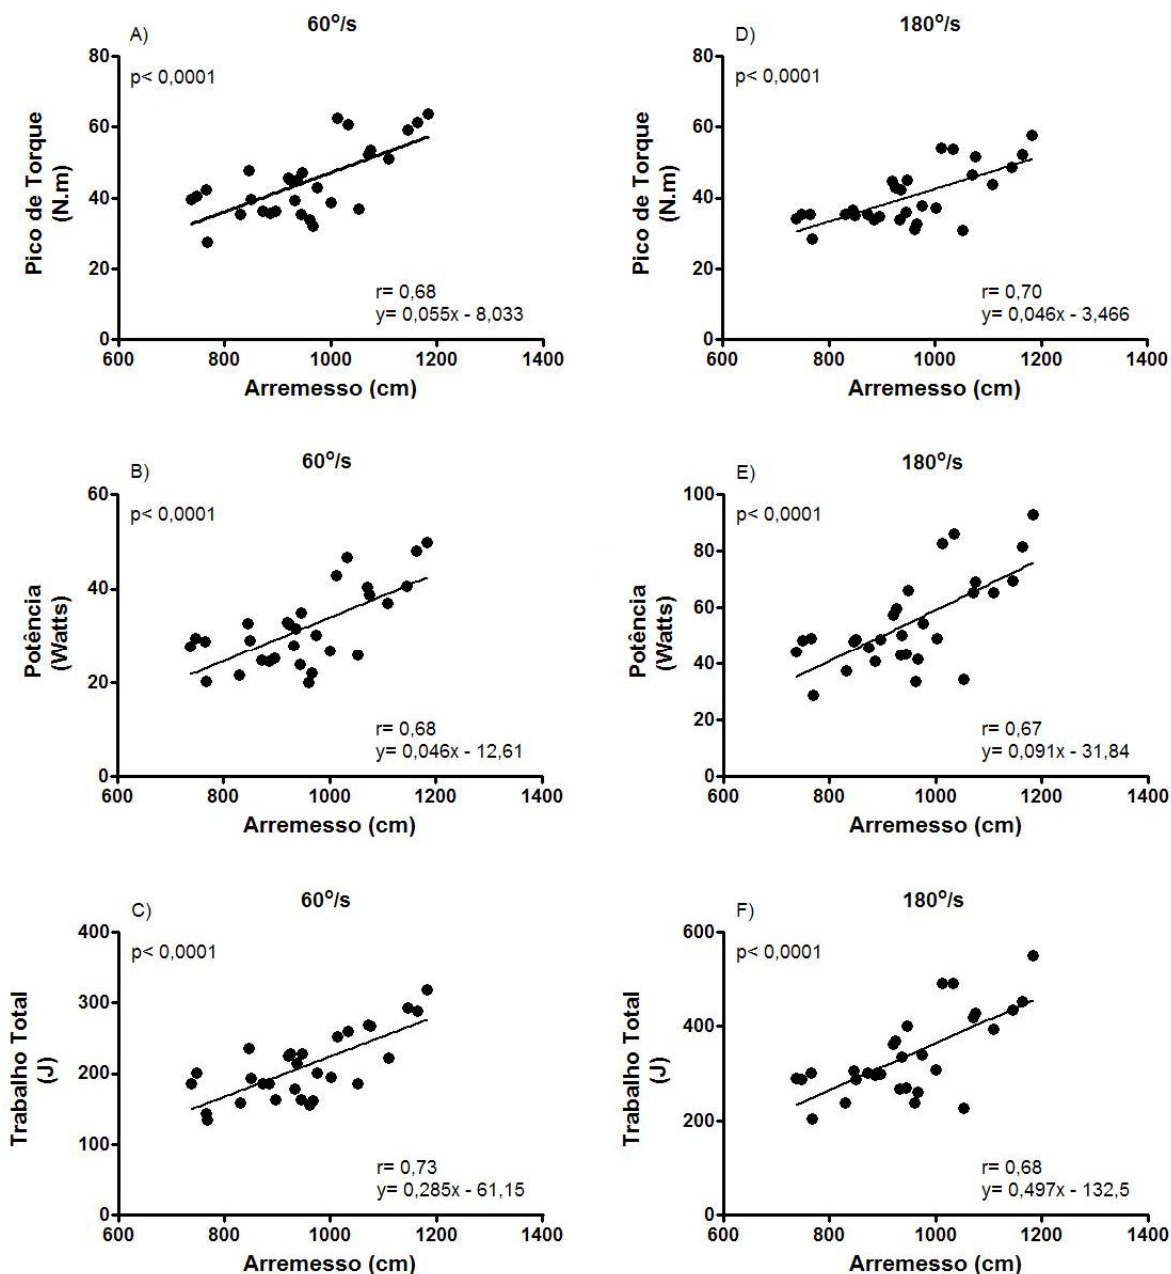 A)
60°/s
p< 0,0001
80
60
40
20
0
Pico de Torque
(N.m)
r= 0,68
y= 0,055x - 8,033
600 800 1000 1200 1400
Arremesso (cm)
D)
180°/s
p< 0,0001
80
60
40
20
0
Pico de Torque
(N.m)
r= 0,70
y= 0,046x - 3,466
600 800 1000 1200 1400
Arremesso (cm)
B)
60°/s
p< 0,0001
60
40
20
0
Potência
(Watts)
r= 0,68
y= 0,046x - 12,61
600 800 1000 1200 1400
Arremesso (cm)
E)
180°/s
p< 0,0001
100
80
60
40
20
0
Potência
(Watts)
r= 0,67
y= 0,091x - 31,84
600 800 1000 1200 1400
Arremesso (cm)
C)
60°/s
p< 0,0001
400
300
200
100
0
Trabalho Total
(J)
r= 0,73
y= 0,285x - 61,15
600 800 1000 1200 1400
Arremesso (cm)
F)
180°/s
p< 0,0001
600
400
200
0
Trabalho Total
(J)
r= 0,68
y= 0,497x - 132,5
600 800 1000 1200 1400
Arremesso (cm)